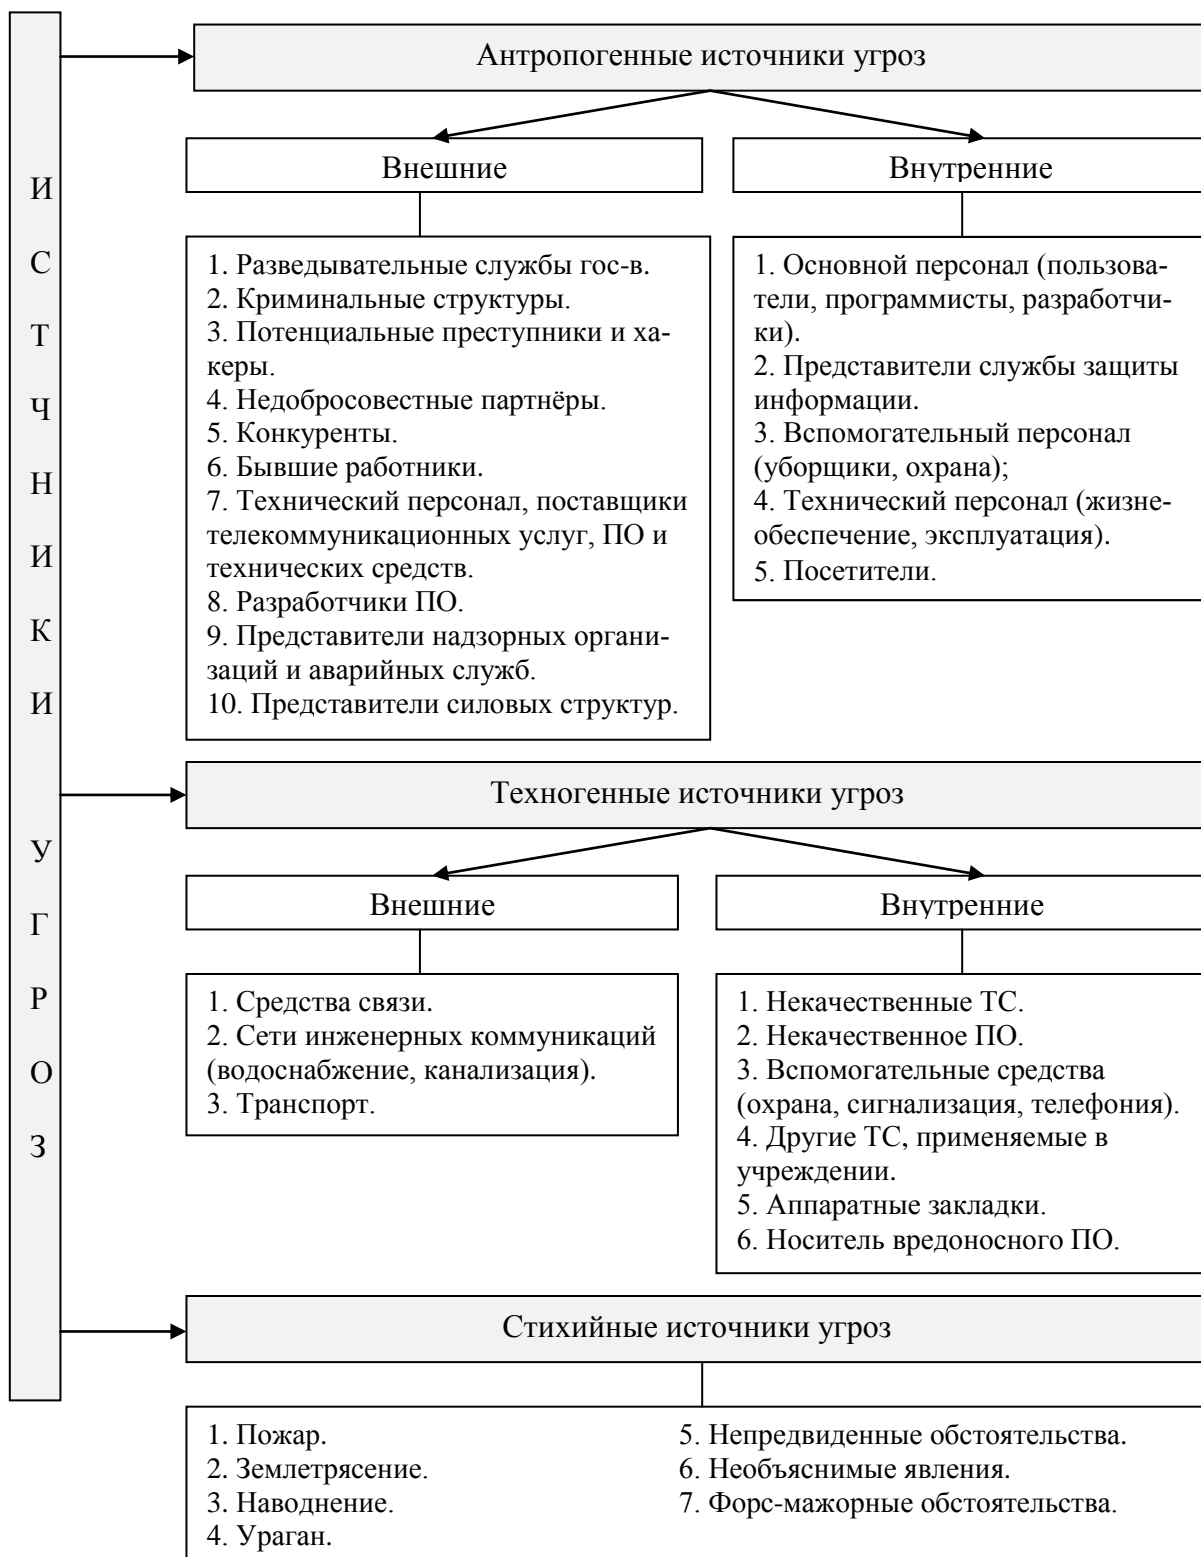 И
С
Т
Ч
Н
И
К
И
У
Г
Р
О
З
Антропогенные источники угроз
Внешние
1. Разведывательные службы гос-в.
2. Криминальные структуры.
3. Потенциальные преступники и ха-
керы.
4. Недобросовестные партнёры.
5. Конкуренты.
6. Бывшие работники.
7. Технический персонал, поставщики
телекоммуникационных услуг, ПО и
технических средств.
8. Разработчики ПО.
9. Представители надзорных органи-
заций и аварийных служб.
10. Представители силовых структур.
Внутренние
1. Основной персонал (пользова-
тели, программисты, разработчи-
ки).
2. Представители службы защиты
информации.
3. Вспомогательный персонал
(уборщики, охрана);
4. Технический персонал (жизне-
обеспечение, эксплуатация).
5. Посетители.
Техногенные источники угроз
Внешние
1. Средства связи.
2. Сети инженерных коммуникаций
(водоснабжение, канализация).
3. Транспорт.
Внутренние
1. Некачественные ТС.
2. Некачественное ПО.
3. Вспомогательные средства
(охрана, сигнализация, телефония).
4. Другие ТС, применяемые в
учреждении.
5. Аппаратные закладки.
6. Носитель вредоносного ПО.
Стихийные источники угроз
1. Пожар.
2. Землетрясение.
3. Наводнение.
4. Ураган.
5. Непредвиденные обстоятельства.
6. Необъяснимые явления.
7. Форс-мажорные обстоятельства.